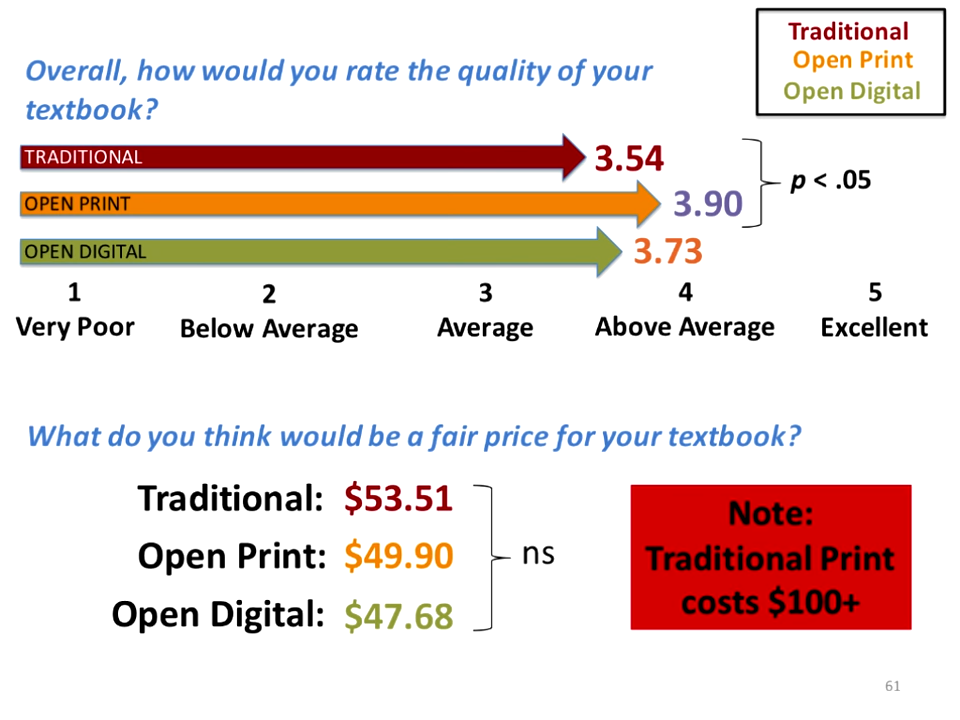 Traditional
Open Print
Open Digital
Overall, how would you rate the quality of your
textbook?
TRADITIONAL
3.54
OPEN PRINT
3.90
p < .05
OPEN DIGITAL
3.73
1 2 3 4 5
Very Poor Below Average Average Above Average Excellent
What do you think would be a fair price for your textbook?
Traditional: $53.51
Open Print: $49.90
ns
Open Digital: $47.68
Note:
Traditional Print
costs $100+
61